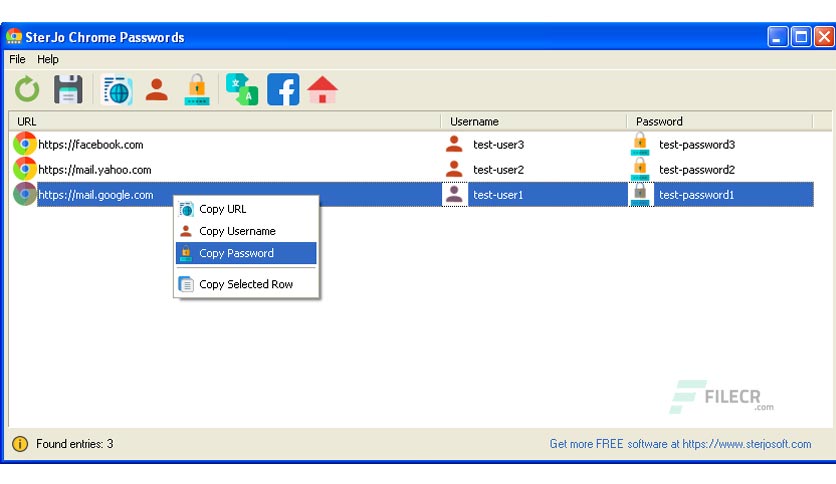 SterJo Chrome Passwords
File Help
URL Username Password
https://facebook.com test-user3 test-password3
https://mail.yahoo.com test-user2 test-password2
https://mail.google.com test-user1 test-password1
Copy URL
Copy Username
Copy Password
Copy Selected Row
FILECR
.com
Found entries: 3 Get more FREE software at https://www.sterjosoft.com